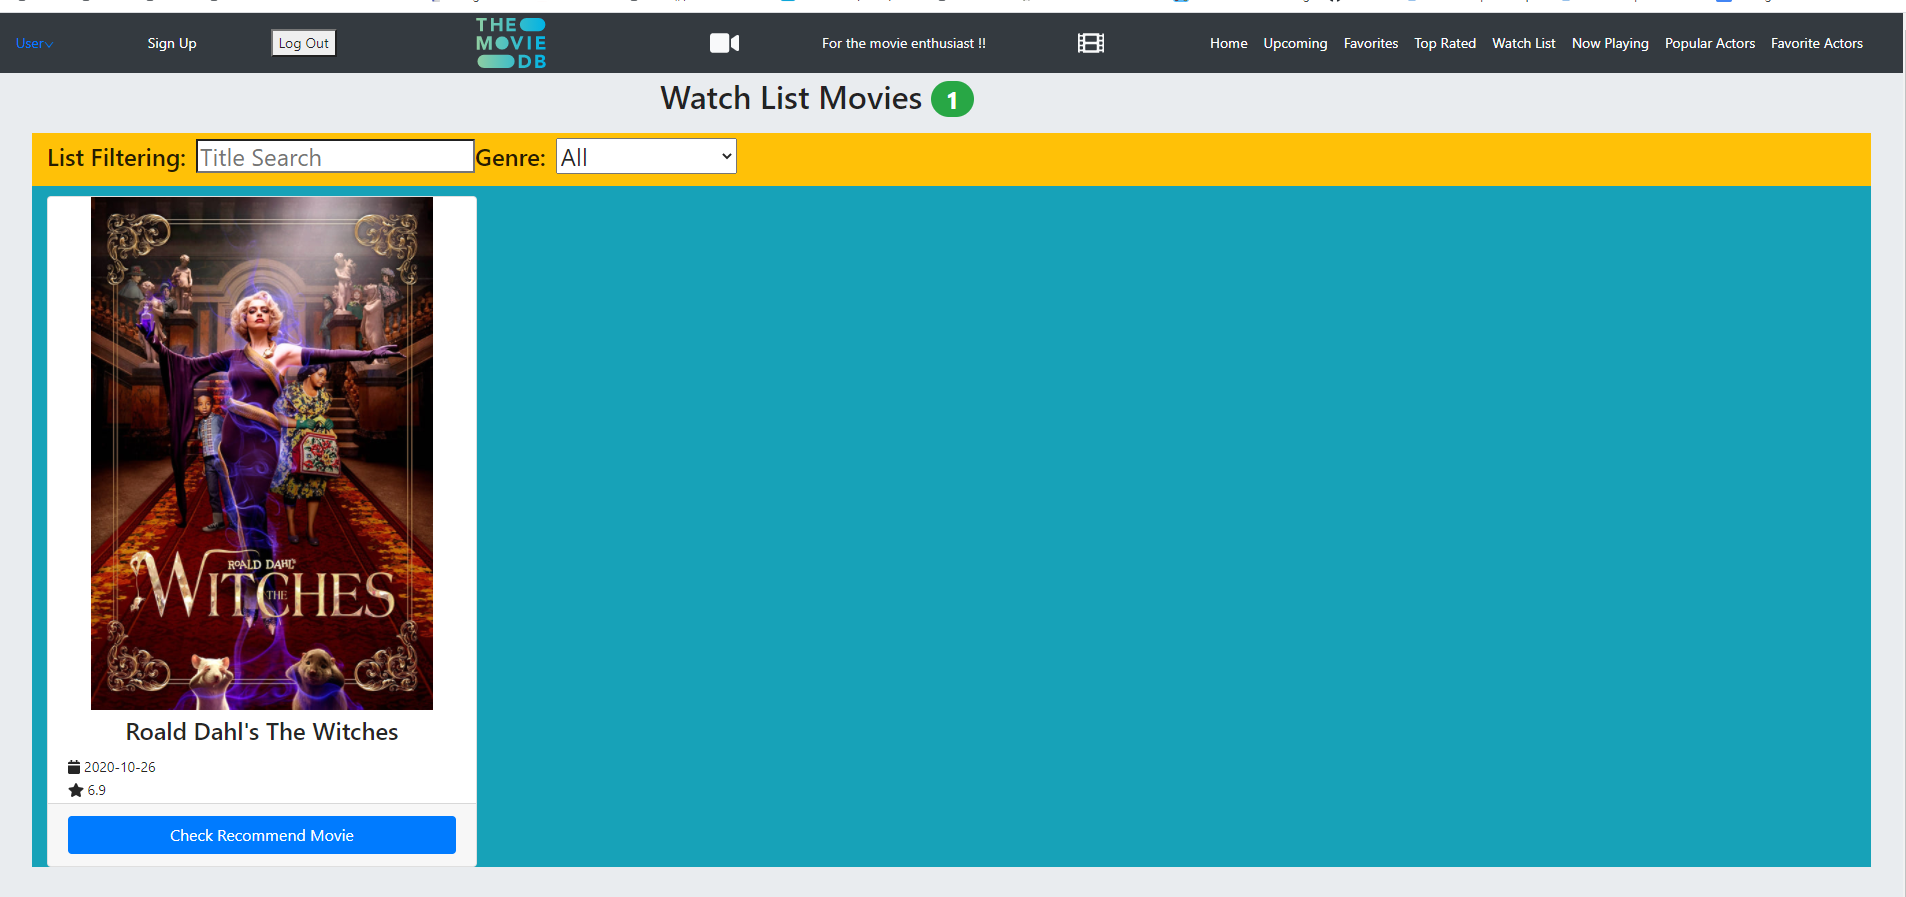 User
Sign Up
Log Out
THE
MOVIE
DB
For the movie enthusiast !!
Home Upcoming Favorites Top Rated Watch List Now Playing Popular Actors Favorite Actors
Watch List Movies 1
List Filtering: Title Search Genre: All
ROALD DAHL'S
THE
WITCHES
Roald Dahl's The Witches
2020-10-26
6.9
Check Recommend Movie